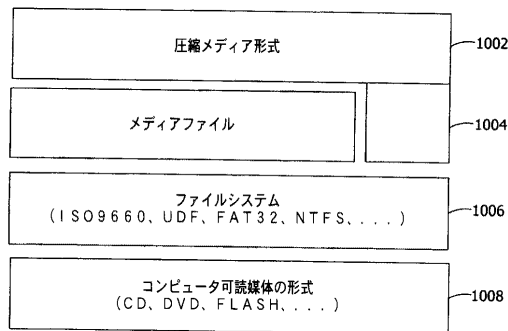 圧縮メディア形式
1002
メディアファイル
1004
ファイルシステム
(ISO9660、UDF、FAT32、NTFS、....)
1006
コンピュータ可読媒体の形式
(CD、DVD、FLASH、....)
1008